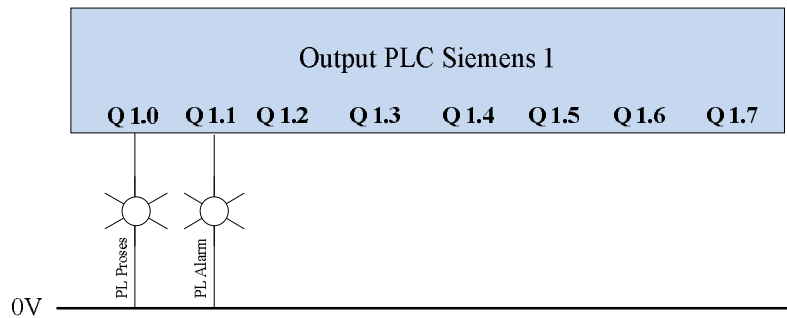 Output PLC Siemens 1
Q 1.0 Q 1.1 Q 1.2 Q 1.3 Q 1.4 Q 1.5 Q 1.6 Q 1.7
PL Proses
PL Alarm
0V